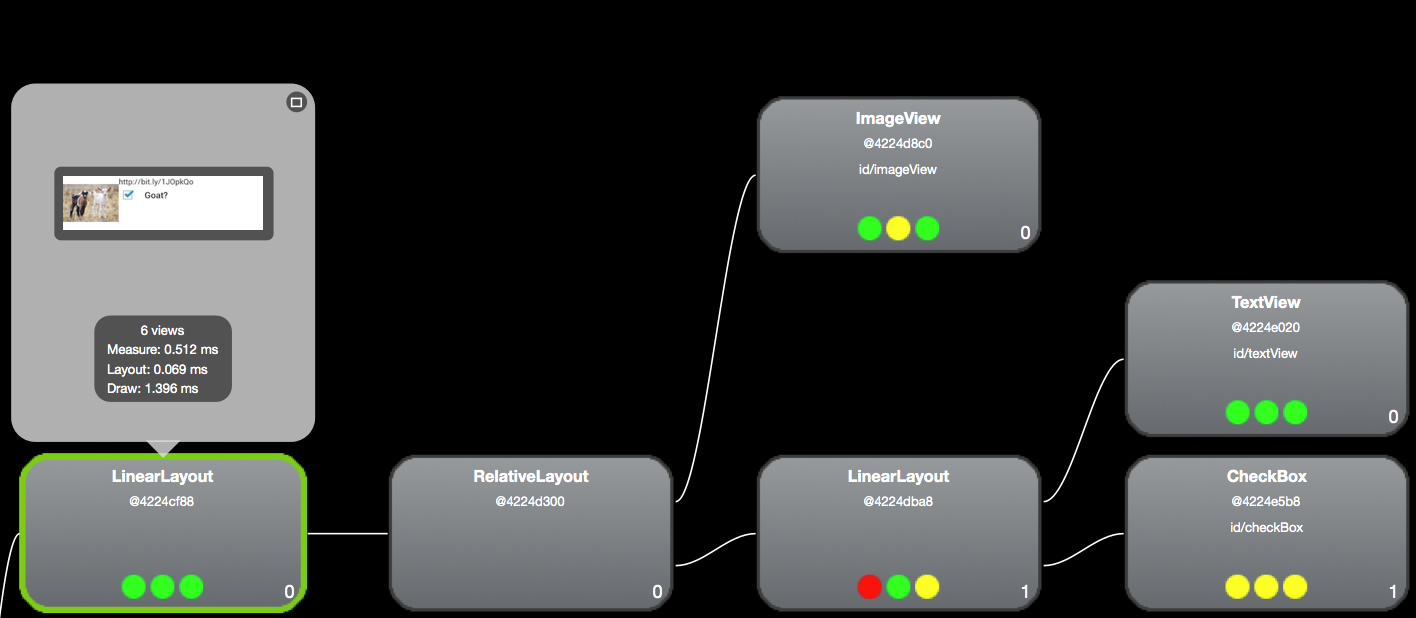 http://bit.ly/1JOpkQo
Goat?
6 views
Measure: 0.512 ms
Layout: 0.069 ms
Draw: 1.396 ms
LinearLayout
@4224cf88
0
RelativeLayout
@4224d300
0
ImageView
@4224d8c0
id/imageView
0
LinearLayout
@4224dba8
1
TextView
@4224e020
id/textView
0
CheckBox
@4224e5b8
id/checkBox
1